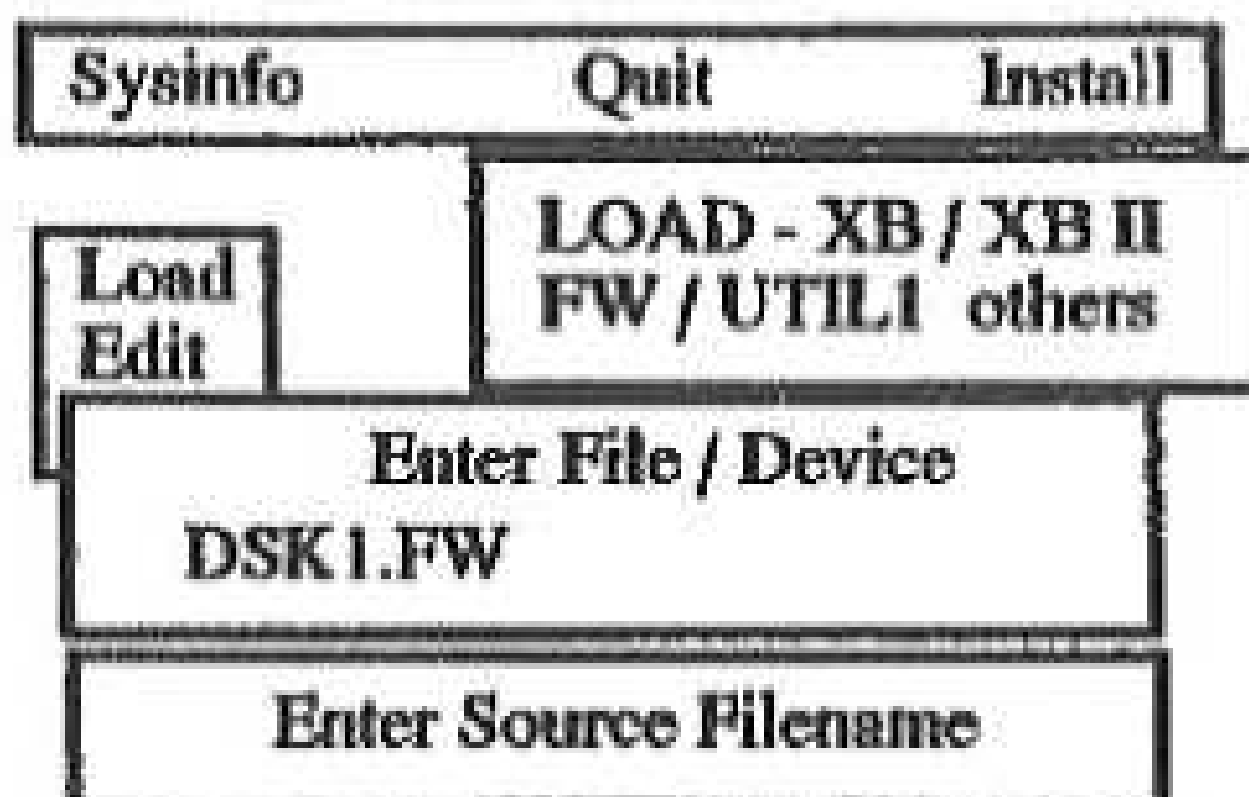 Sysinfo Quit Install
LOAD - XB / XB II
FW / UTIL1 others
Load
Edit
Enter File / Device
DSK1.FW
Enter Source Filename